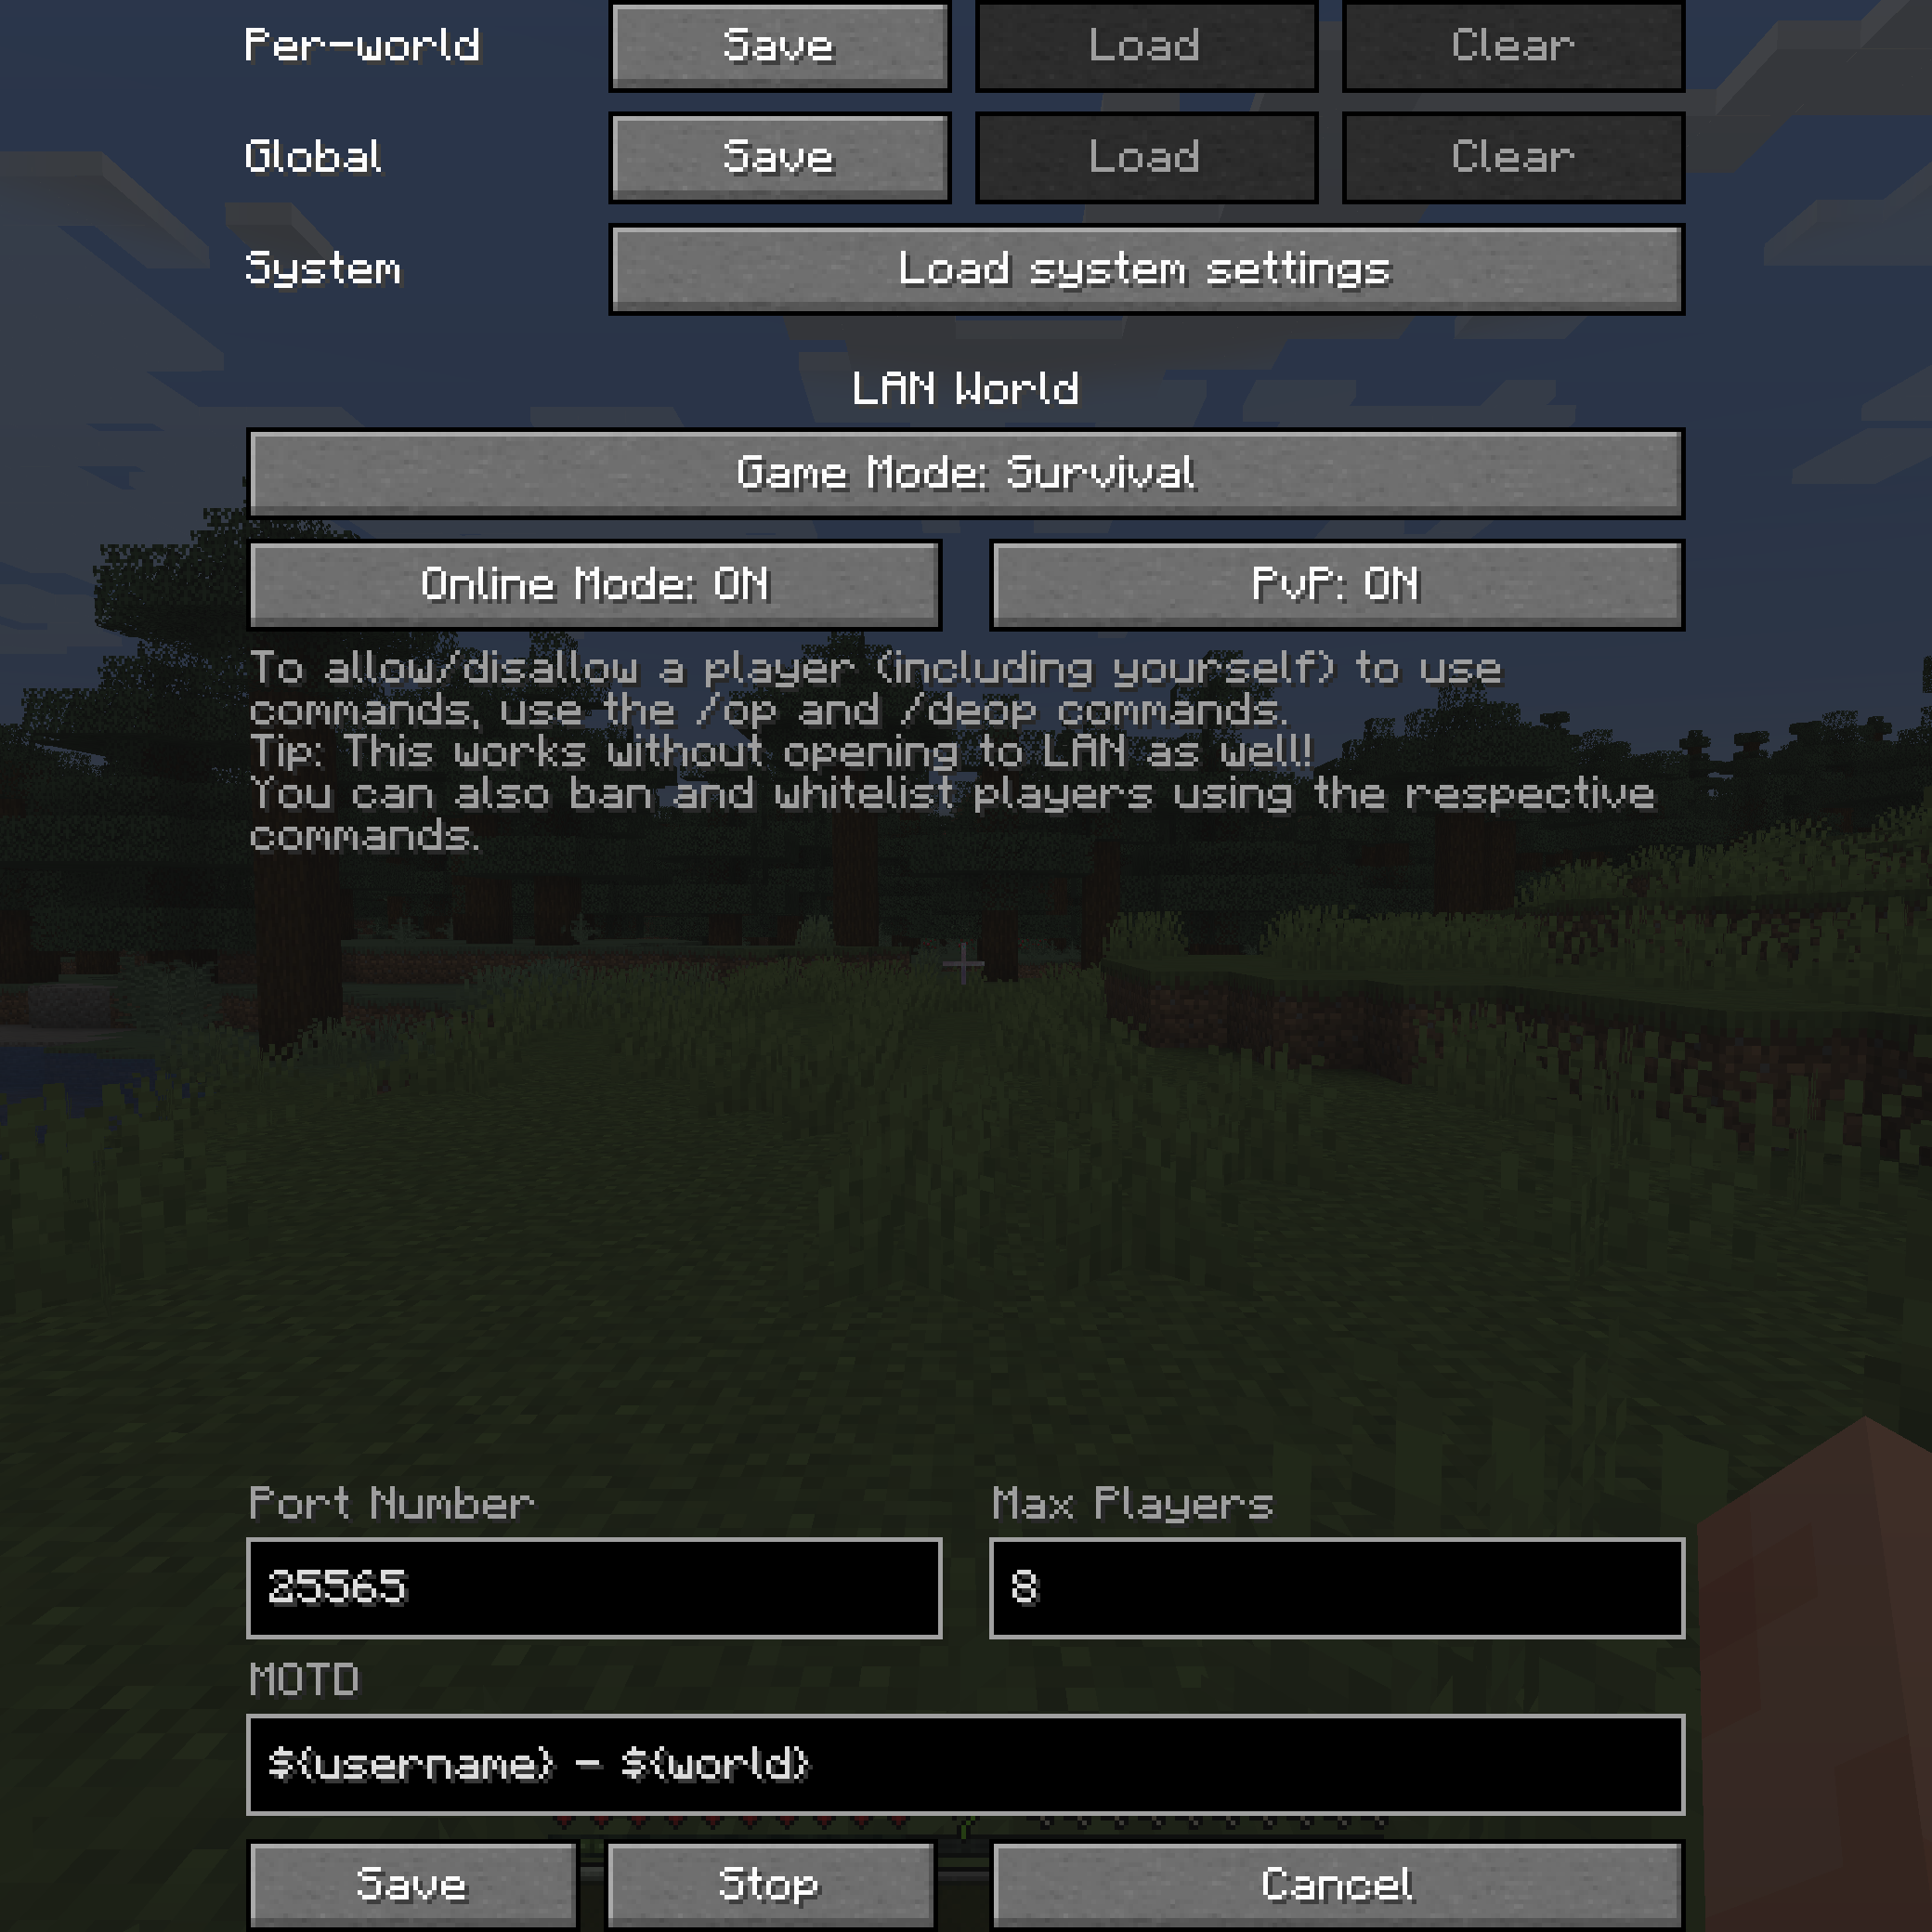 Per-world Save Load Clear
Global Save Load Clear
System Load system settings
LAN World
Game Mode: Survival
Online Mode: ON PvP: ON
To allow/disallow a player (including yourself) to use
commands, use the /op and /deop commands.
Tip: This works without opening to LAN as well!
You can also ban and whitelist players using the respective
commands.
Port Number Max Players
25565 8
MOTD
${username} - ${world}
Save Stop Cancel